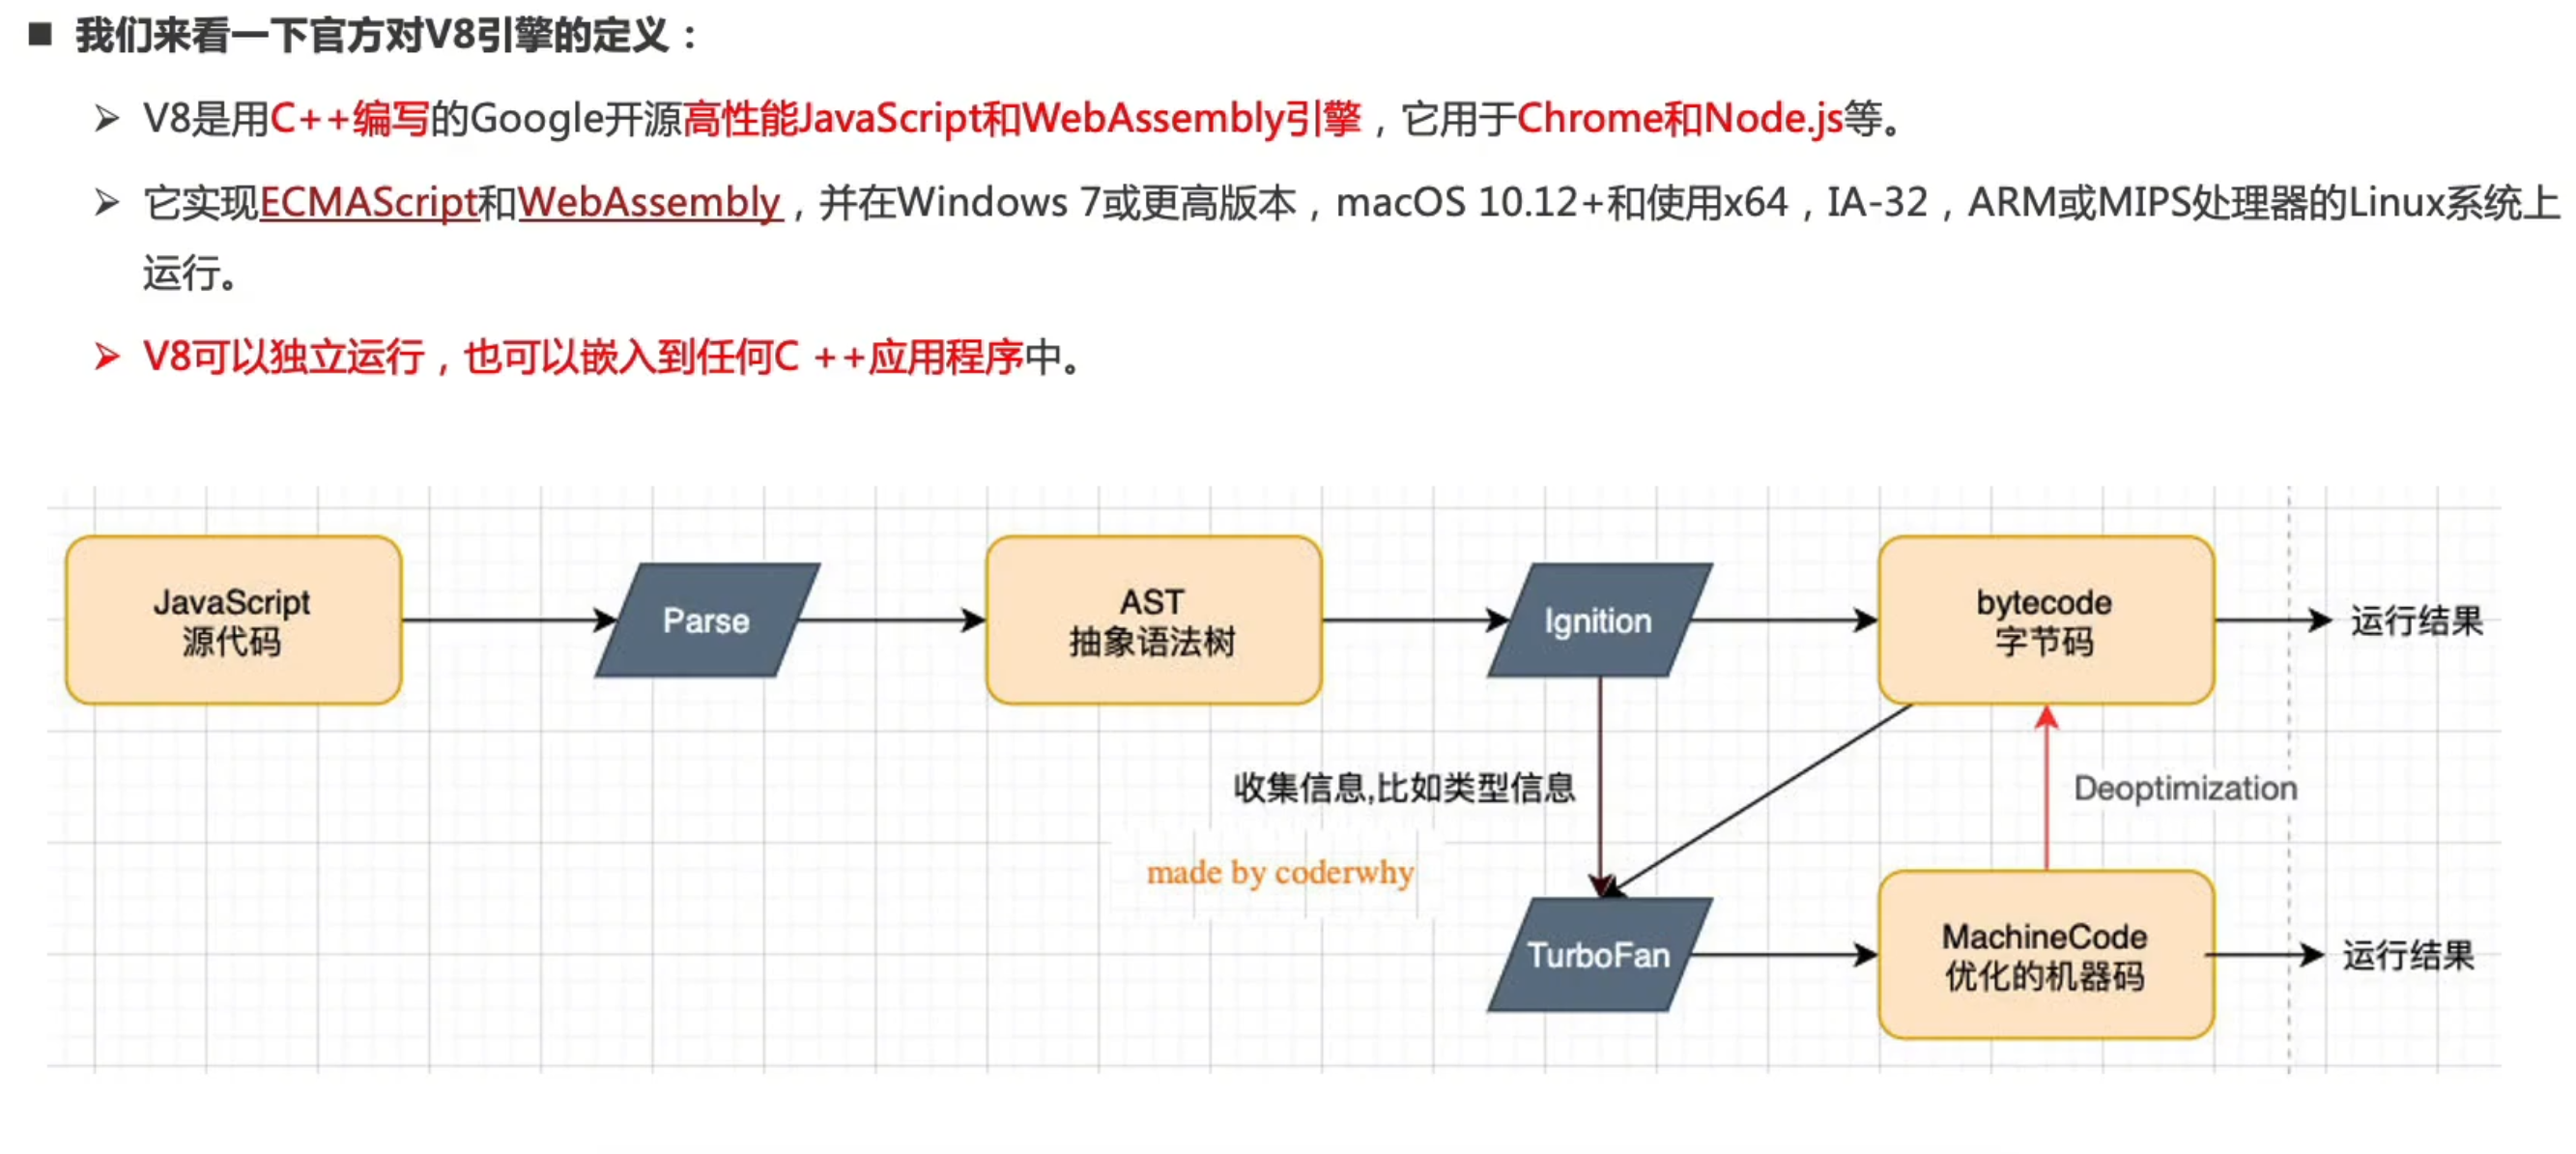 ■ 我们来看一下官方对V8引擎的定义：
➢ V8是用C++编写的Google开源高性能JavaScript和WebAssembly引擎，它用于Chrome和Node.js等。
➢ 它实现ECMAScript和WebAssembly，并在Windows 7或更高版本，macOS 10.12+和使用x64，IA-32，ARM或MIPS处理器的Linux系统上
运行。
➢ V8可以独立运行，也可以嵌入到任何C ++应用程序中。
JavaScript
源代码
Parse
AST
抽象语法树
Ignition
bytecode
字节码
运行结果
收集信息,比如类型信息
Deoptimization
made by coderwhy
TurboFan
MachineCode
优化的机器码
运行结果